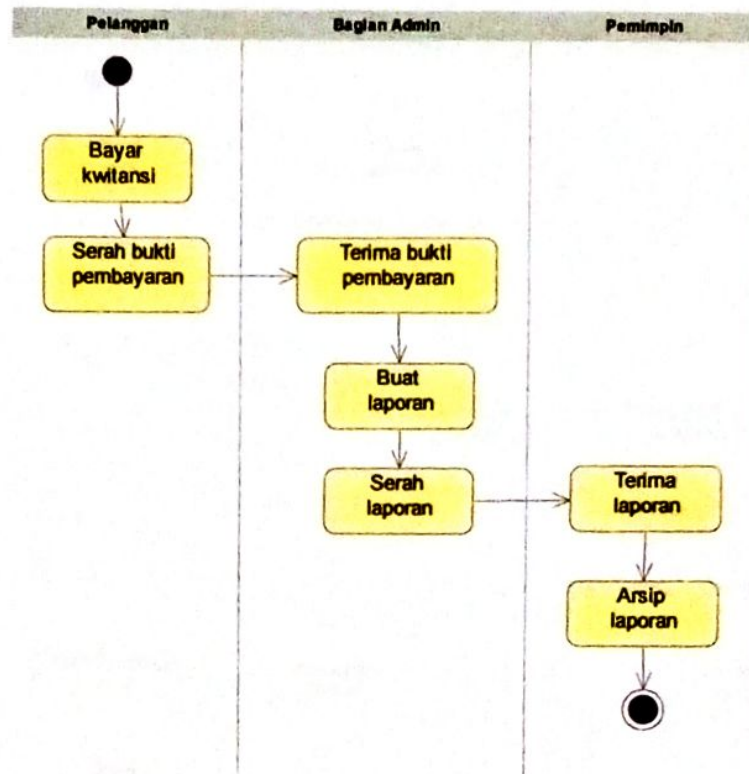 Pelanggan
Bagian Admin
Pemimpin
Bayar
kwitansi
Serah bukti
pembayaran
Terima bukti
pembayaran
Buat
laporan
Serah
laporan
Terima
laporan
Arsip
laporan